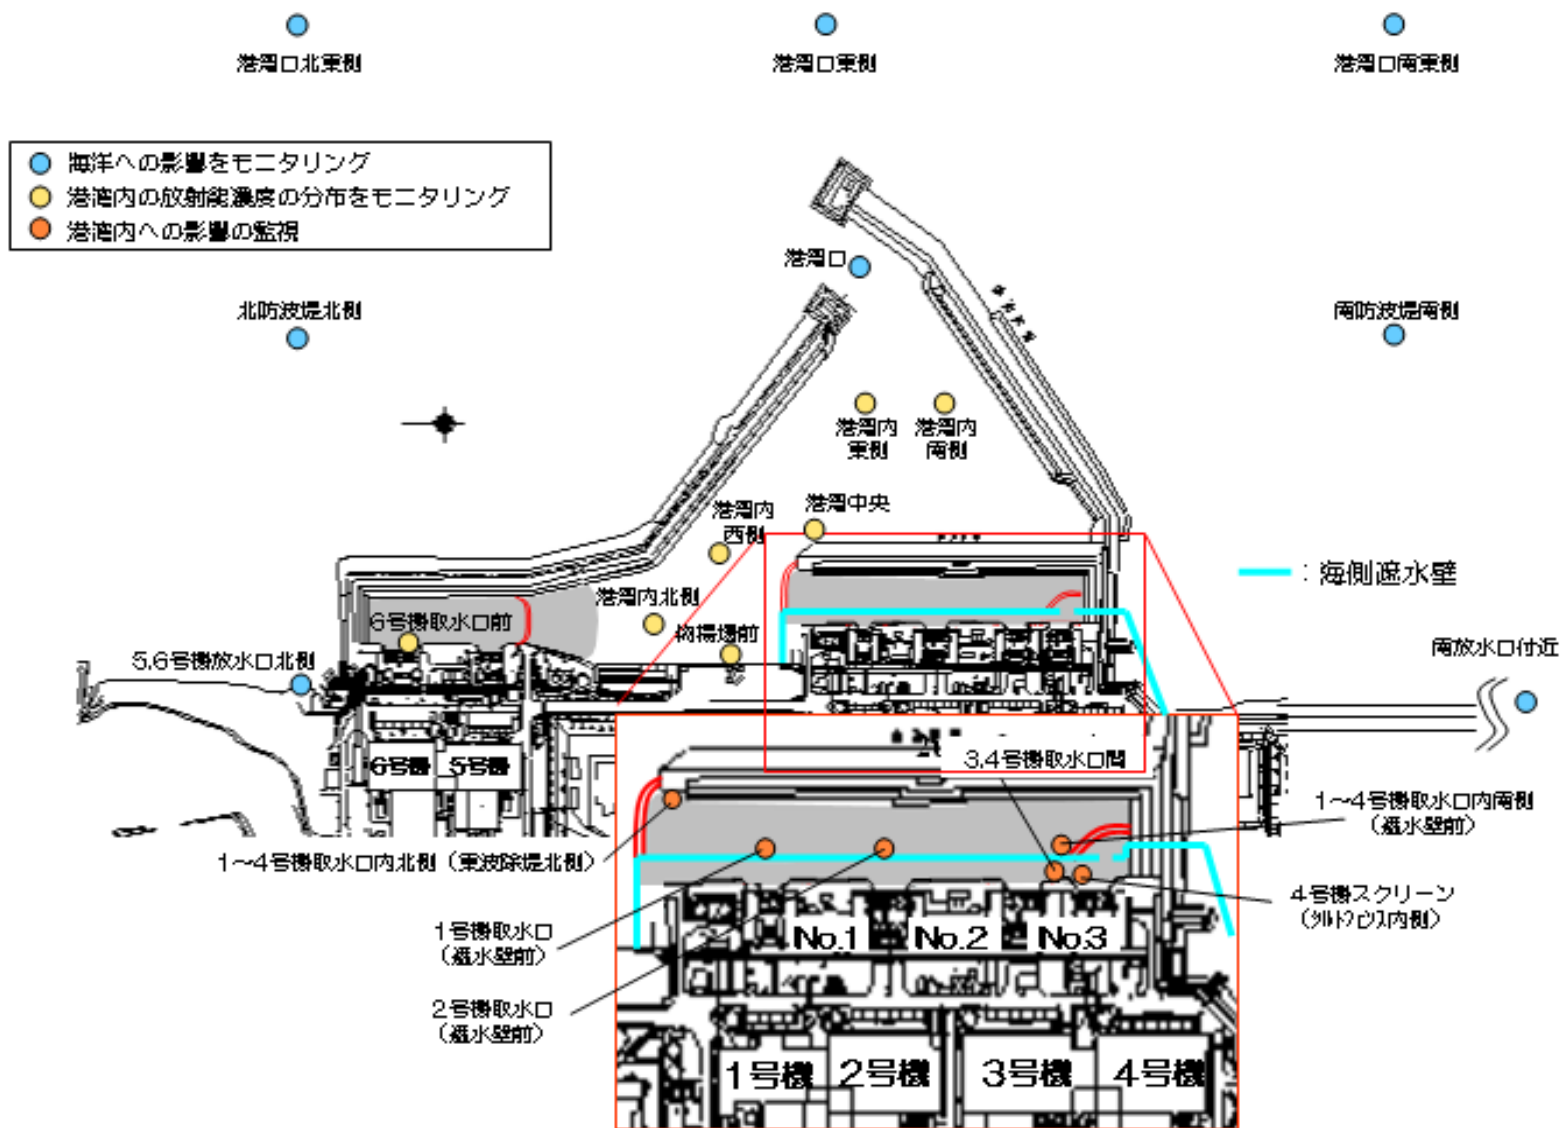 港湾口北東側
港湾口東側
港湾口南東側
海洋への影響をモニタリング
港湾内の放射能濃度の分布をモニタリング
港湾内への影響の監視
港湾口
北防波堤北側
南防波堤南側
港湾内
東側
港湾内
南側
港湾内
西側
港湾中央
：海側遮水壁
港湾内北側
6号機取水口前
物揚場前
5,6号機放水口北側
南放水口付近
6号機
5号機
3,4号機取水口間
1～4号機取水口内南側
（遮水壁前）
1～4号機取水口内北側（東波除堤北側）
4号機スクリーン
（シルトフェンス内側）
1号機取水口
（遮水壁前）
No.1
No.2
No.3
2号機取水口
（遮水壁前）
1号機
2号機
3号機
4号機